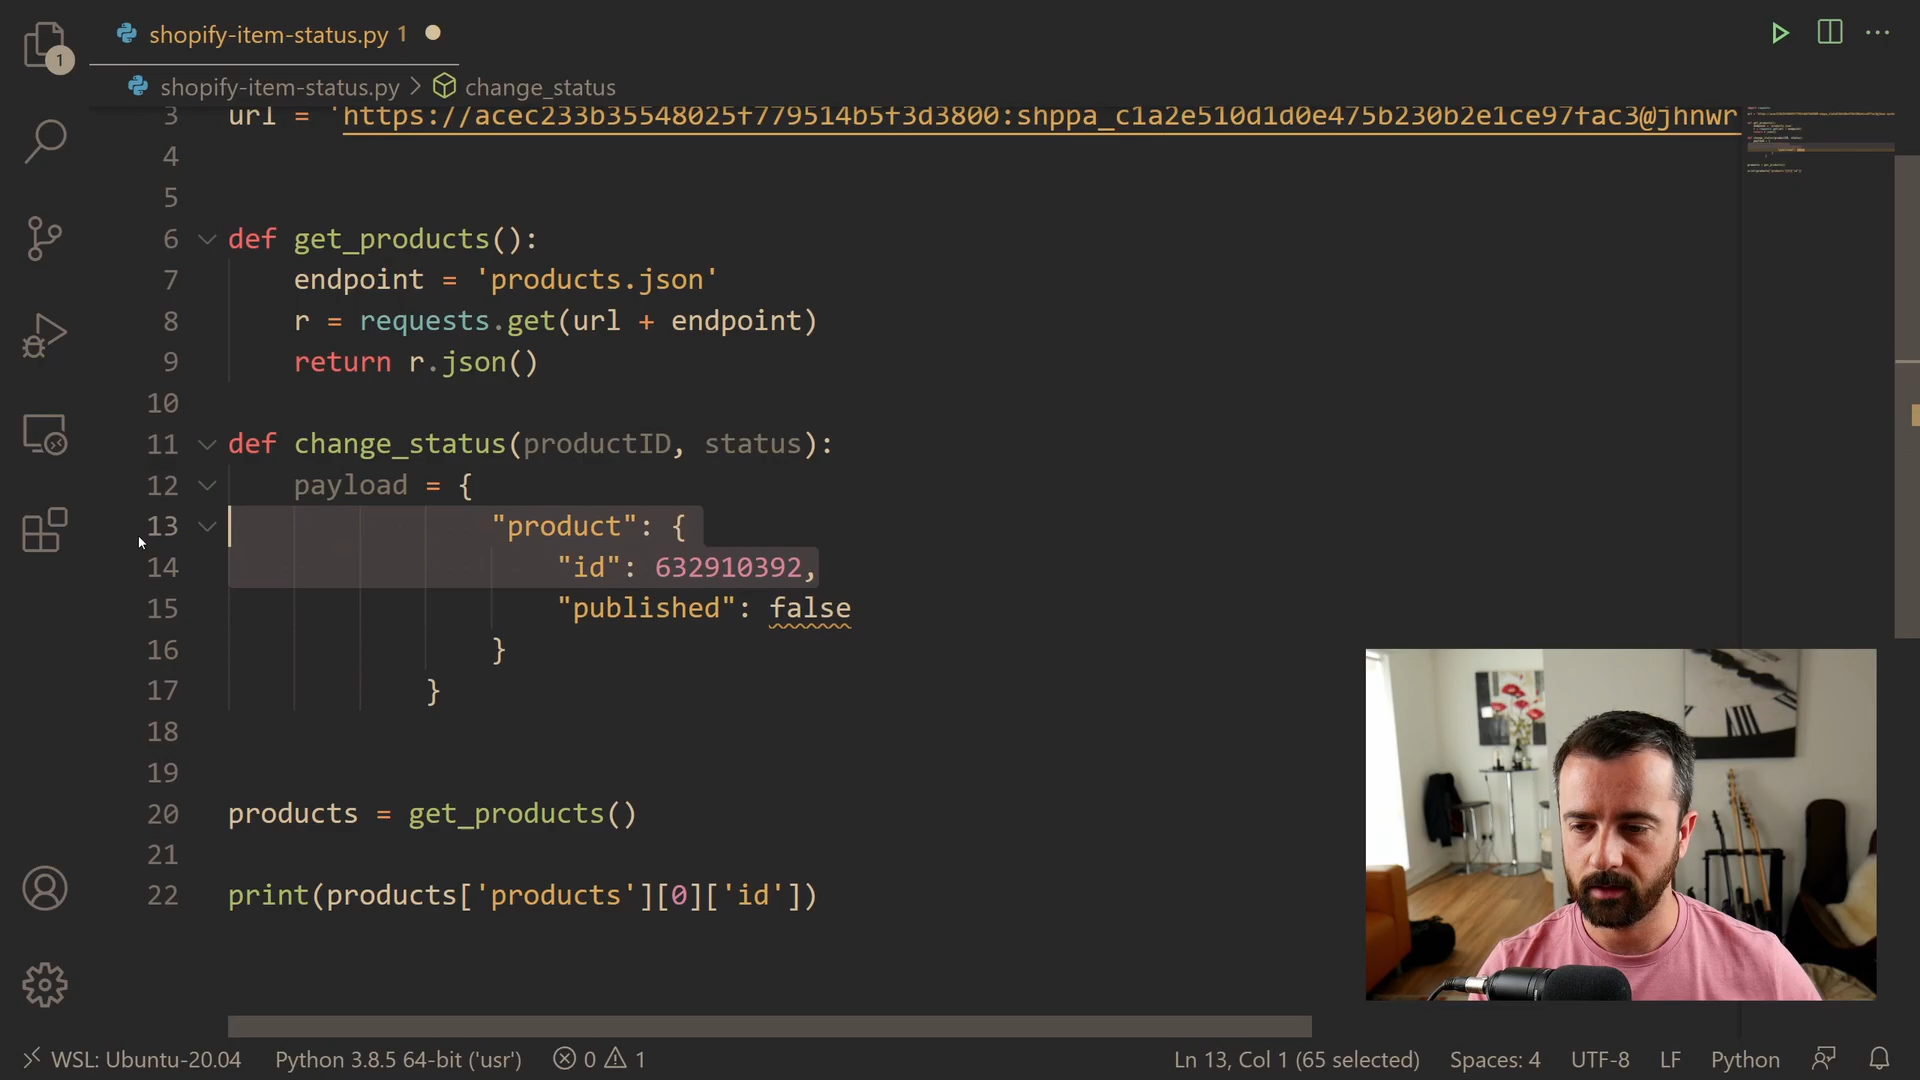 1
shopify-item-status.py 1
shopify-item-status.py > change_status
3 url = 'https://acec233b35548025f779514b5f3d3800: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@jhnwr
4
5
6 def get_products():
7 endpoint = 'products.json'
8 r = requests.get(url + endpoint)
9 return r.json()
10
11 def change_status(productID, status):
12 payload = {
13 "product": {
14 "id": 632910392,
15 "published": false
16 }
17 }
18
19
20 products = get_products()
21
22 print(products['products'][0]['id'])
WSL: Ubuntu-20.04 Python 3.8.5 64-bit ('usr') 0 1 Ln 13, Col 1 (65 selected) Spaces: 4 UTF-8 LF Python